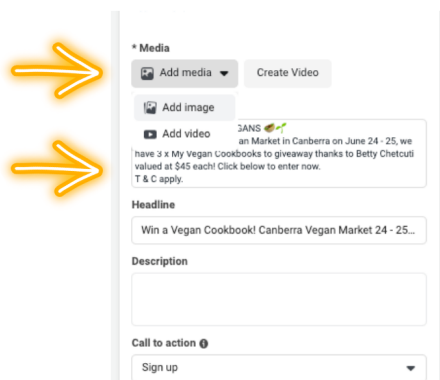 * Media
Add media
Create Video
Add image
Add video
GANS
an Market in Canberra on June 24 - 25, we
have 3 x My Vegan Cookbooks to giveaway thanks to Betty Chetcuti
valued at $45 each! Click below to enter now.
T & C apply.
Headline
Win a Vegan Cookbook! Canberra Vegan Market 24 - 25...
Description
Call to action
Sign up